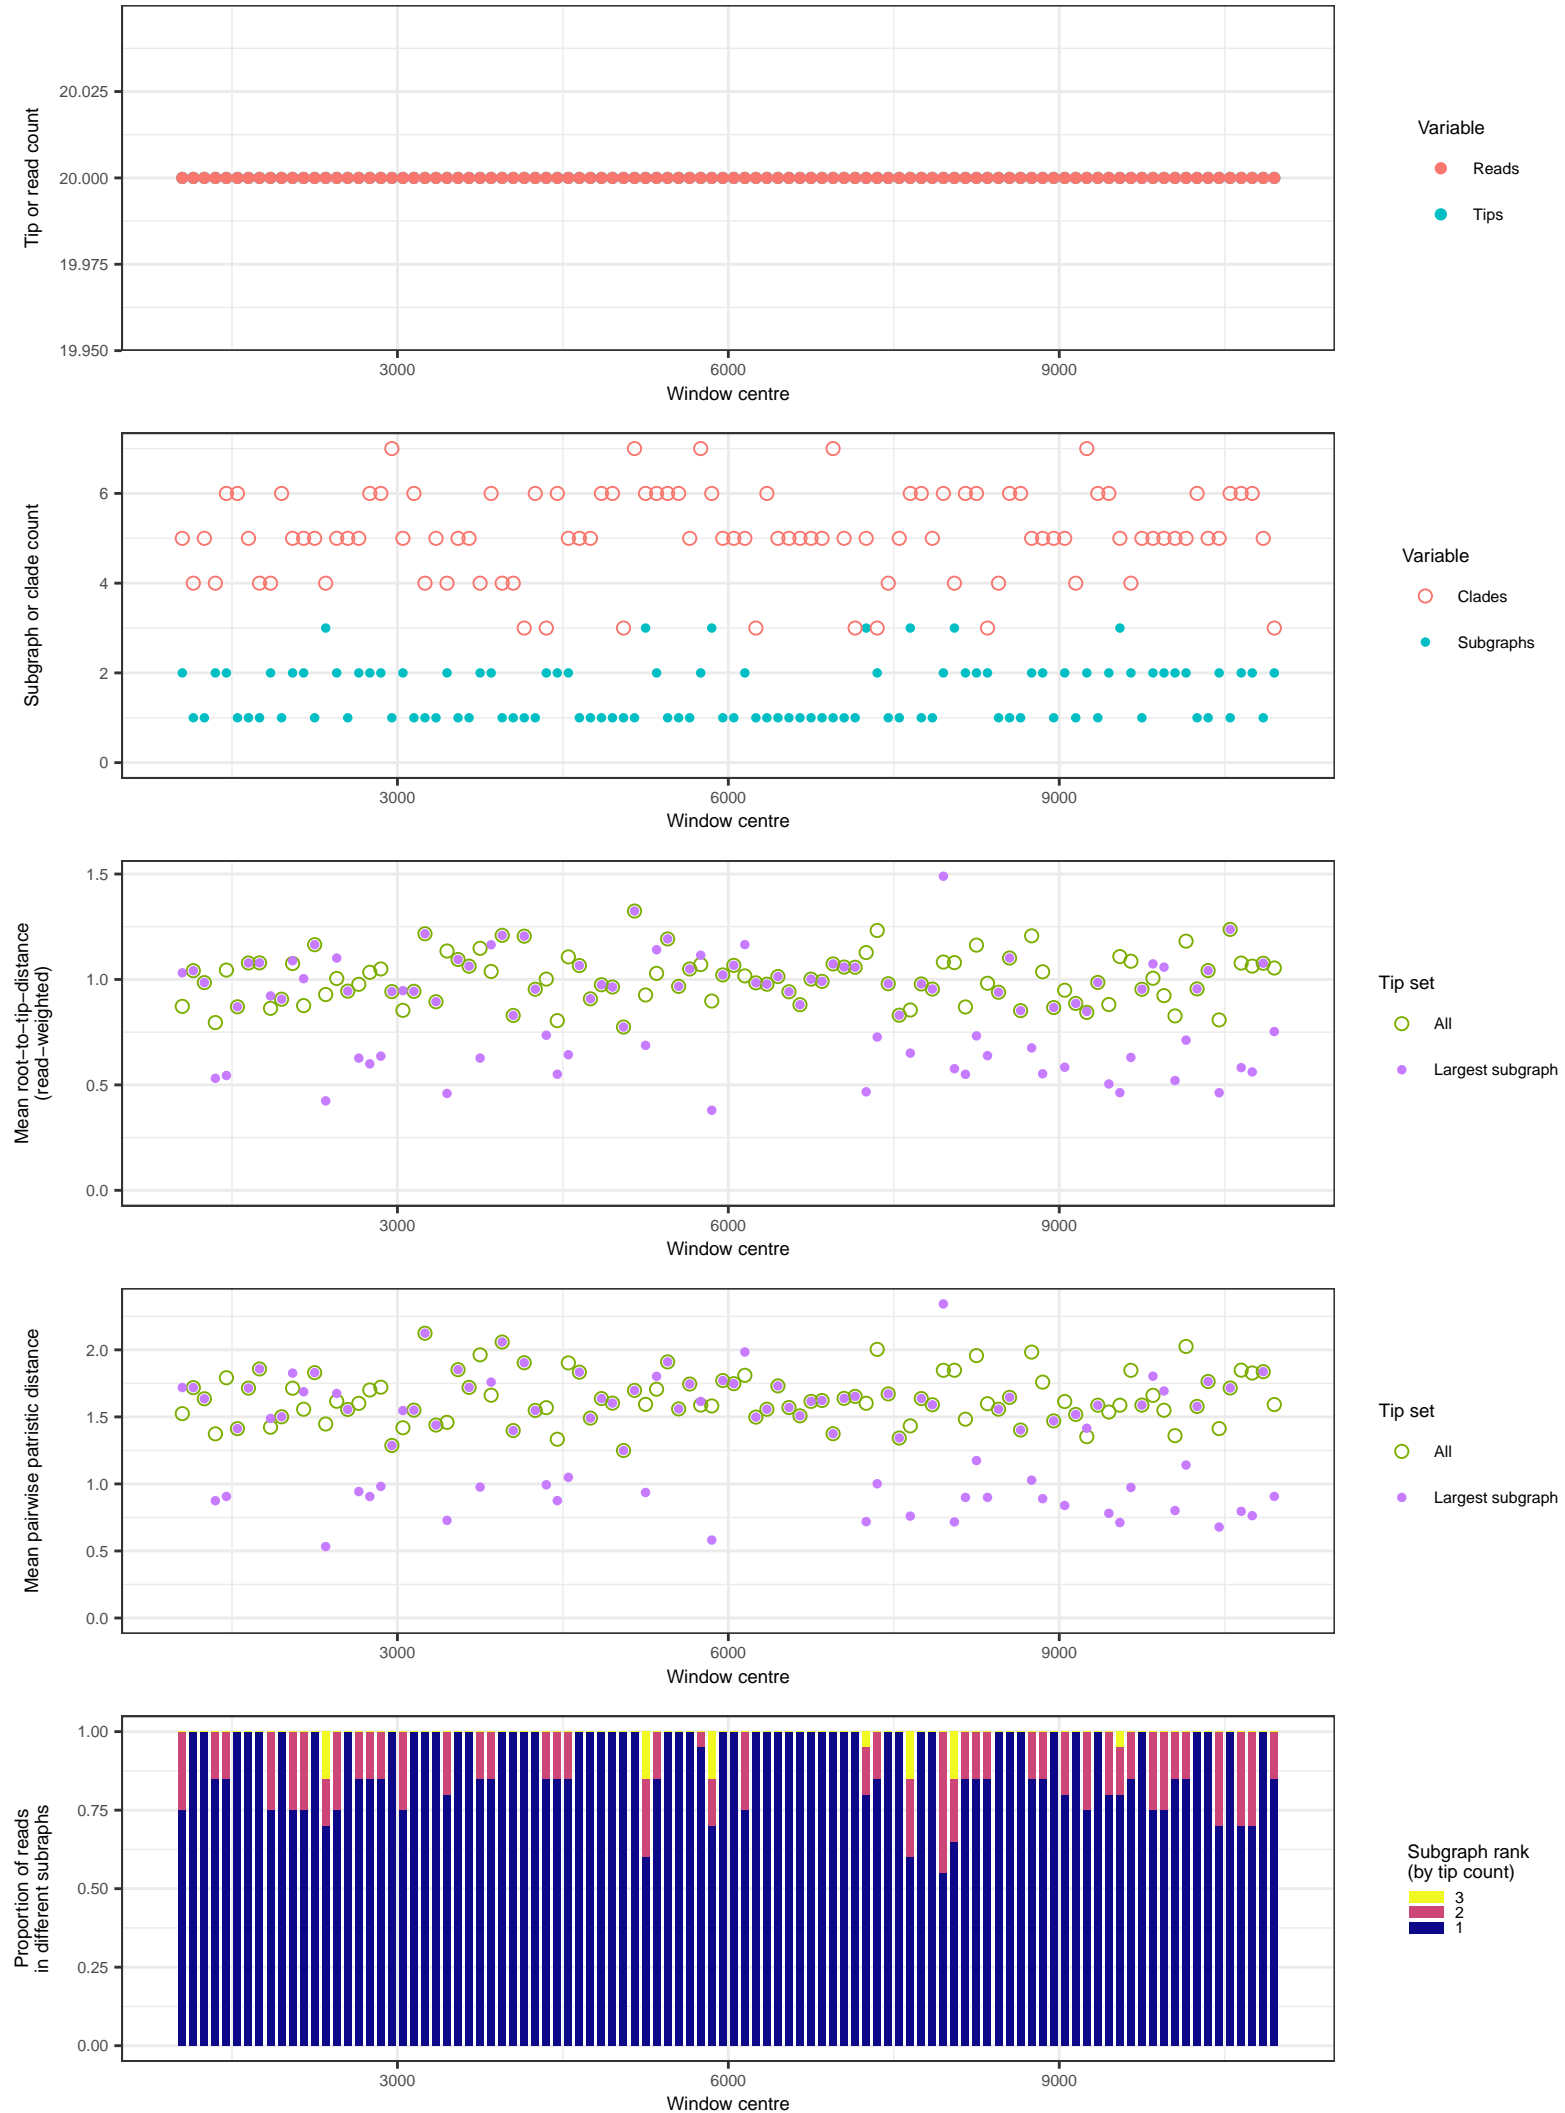 20.025
20.000
19.975
19.950
Tip or read count
3000
6000
9000
Window centre
Variable
Reads
Tips
6
4
2
0
Subgraph or clade count
3000
6000
9000
Window centre
Variable
Clades
Subgraphs
1.5
1.0
0.5
0.0
Mean root−to−tip−distance
(read−weighted)
3000
6000
9000
Window centre
Tip set
All
Largest subgraph
2.0
1.5
1.0
0.5
0.0
Mean pairwise patristic distance
3000
6000
9000
Window centre
Tip set
All
Largest subgraph
1.00
0.75
0.50
0.25
0.00
Proportion of reads
in different subraphs
3000
6000
9000
Window centre
Subgraph rank
(by tip count)
3
2
1